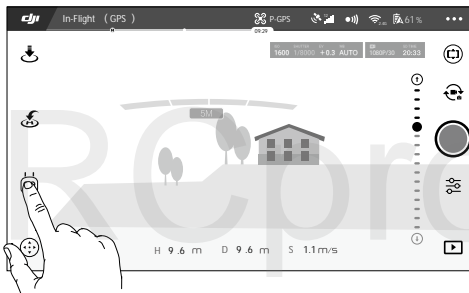 dji In-Flight (GPS) P-GPS 61%
09:29
1600 1/8000 +0.3 AUTO 1080P/30 20:33
5M
RCpro
H 9.6 m D 9.6 m S 1.1 m/s